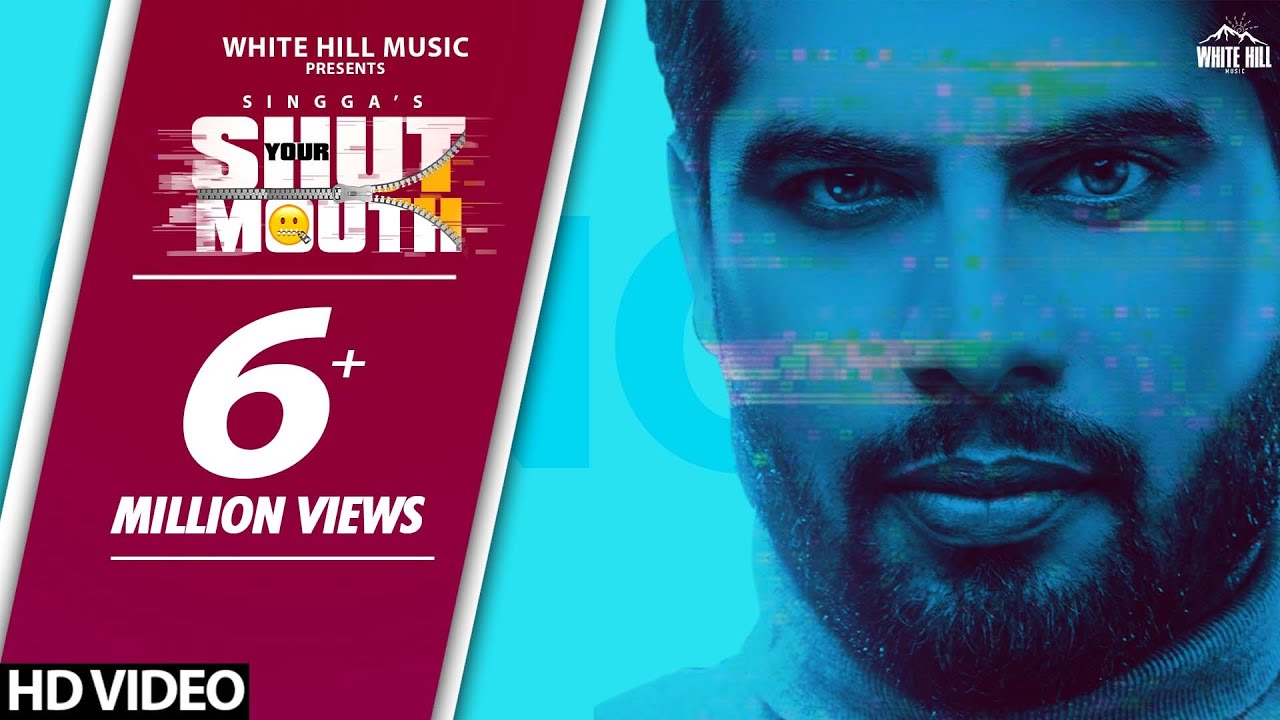 WHITE HILL MUSIC
PRESENTS
SINGGA'S
SHUT
YOUR
MOUTH
6+
MILLION VIEWS
HD VIDEO
WHITE HILL
MUSIC